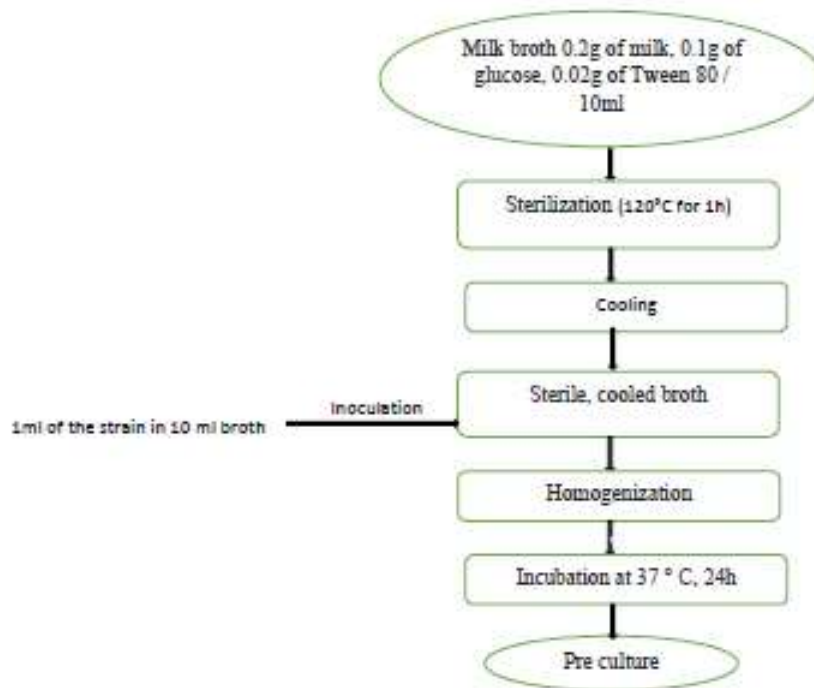 Milk broth 0.2g of milk, 0.1g of
glucose, 0.02g of Tween 80 /
10ml
Sterilization (120°C for 1h)
Cooling
Sterile, cooled broth
Inoculation
1ml of the strain in 10 ml broth
Homogenization
Incubation at 37 ° C, 24h
Pre culture